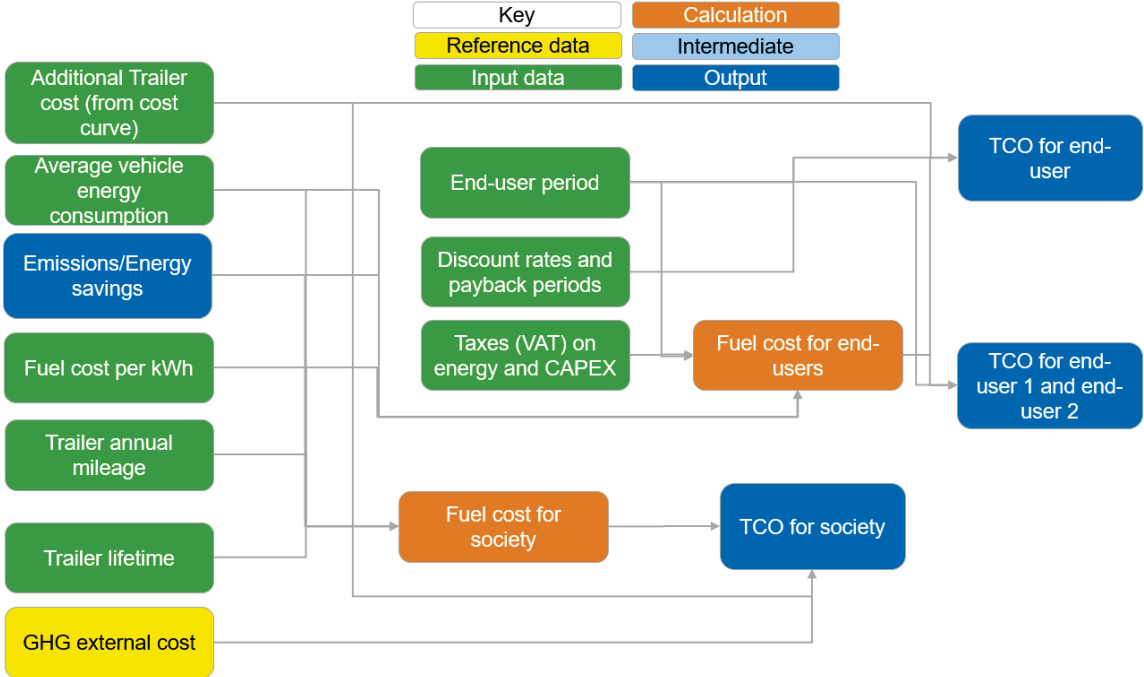 Key
Calculation
Reference data
Intermediate
Input data
Output
Additional Trailer
cost (from cost
curve)
Average vehicle
energy
consumption
Emissions/Energy
savings
Fuel cost per kWh
Trailer annual
mileage
Trailer lifetime
GHG external cost
End-user period
Discount rates and
payback periods
Taxes (VAT) on
energy and CAPEX
Fuel cost for end-
users
Fuel cost for
society
TCO for society
TCO for end-
user
TCO for end-
user 1 and end-
user 2